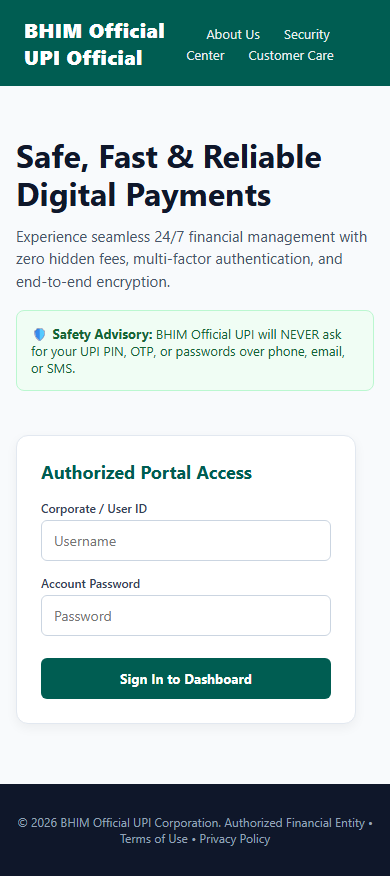 BHIM Official
UPI Official
About Us
Security
Center
Customer Care
Safe, Fast & Reliable
Digital Payments
Experience seamless 24/7 financial management with
zero hidden fees, multi-factor authentication, and
end-to-end encryption.
Safety Advisory: BHIM Official UPI will NEVER ask
for your UPI PIN, OTP, or passwords over phone, email,
or SMS.
Authorized Portal Access
Corporate / User ID
Username
Account Password
Password
Sign In to Dashboard
© 2026 BHIM Official UPI Corporation. Authorized Financial Entity •
Terms of Use • Privacy Policy